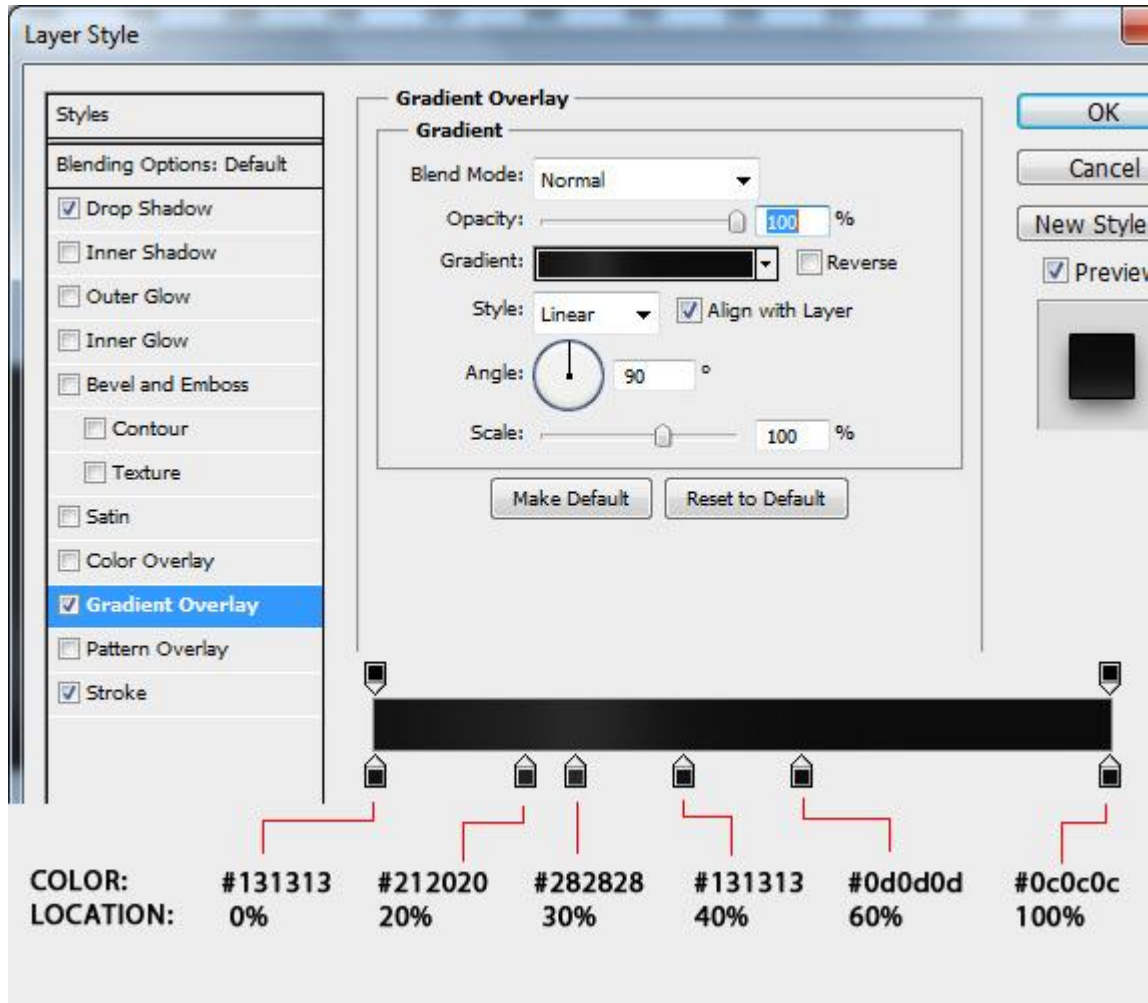 Layer Style
Styles
Blending Options: Default
Drop Shadow
Inner Shadow
Outer Glow
Inner Glow
Bevel and Emboss
Contour
Texture
Satin
Color Overlay
Gradient Overlay
Pattern Overlay
Stroke
Gradient Overlay
Gradient
Blend Mode: Normal
Opacity: 100 %
Gradient: Reverse
Style: Linear Align with Layer
Angle: 90 °
Scale: 100 %
Make Default Reset to Default
OK
Cancel
New Style
Preview
COLOR: #131313 #212020 #282828 #131313 #0d0d0d #0c0c0c
LOCATION: 0% 20% 30% 40% 60% 100%